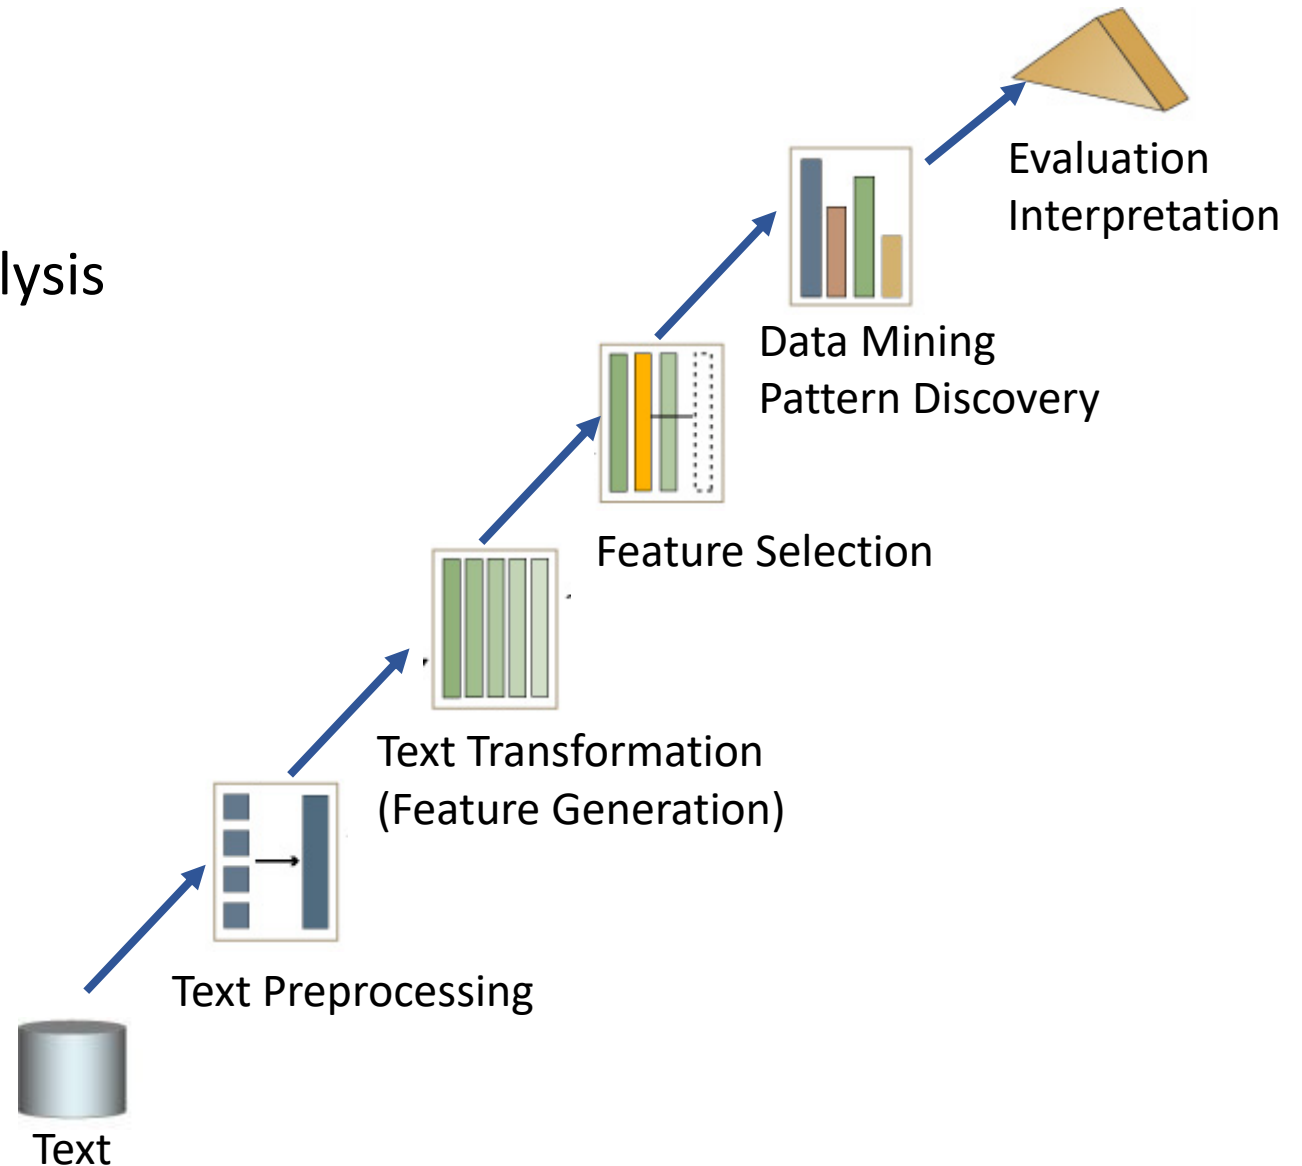 lysis
Evaluation
Interpretation
Data Mining
Pattern Discovery
Feature Selection
Text Transformation
(Feature Generation)
Text Preprocessing
Text